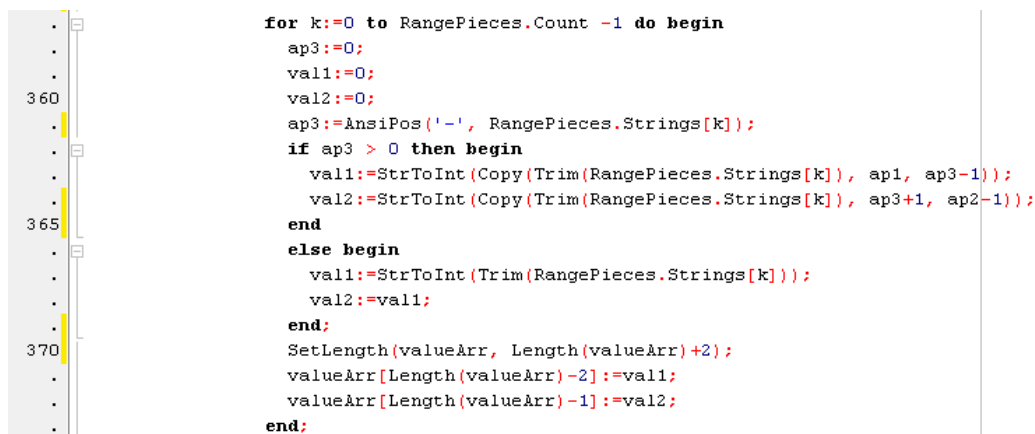 for k:=0 to RangePieces.Count -1 do begin
ap3:=0;
val1:=0;
360 val2:=0;
ap3:=AnsiPos('-', RangePieces.Strings[k]);
if ap3 > 0 then begin
val1:=StrToInt(Copy(Trim(RangePieces.Strings[k]), ap1, ap3-1));
val2:=StrToInt(Copy(Trim(RangePieces.Strings[k]), ap3+1, ap2-1));
365 end
else begin
val1:=StrToInt(Trim(RangePieces.Strings[k]));
val2:=val1;
end;
370 SetLength(valueArr, Length(valueArr)+2);
valueArr[Length(valueArr)-2]:=val1;
valueArr[Length(valueArr)-1]:=val2;
end;